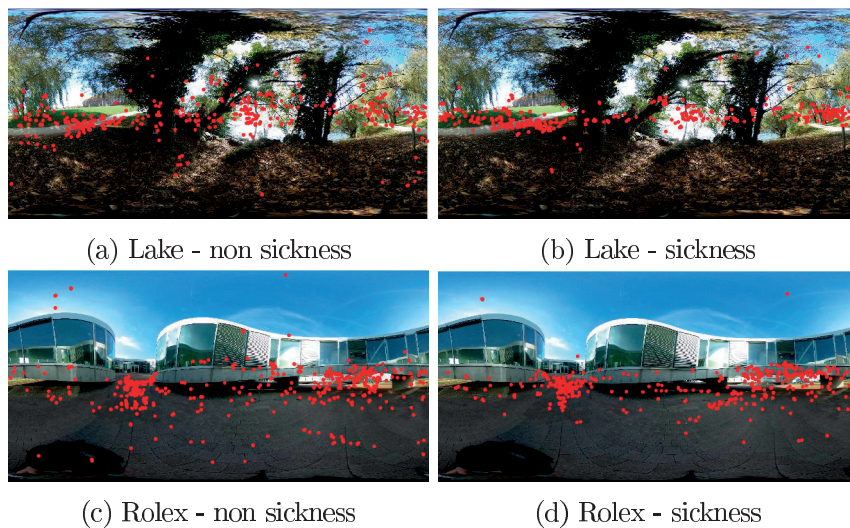 (a) Lake - non sickness
(b) Lake - sickness
(c) Rolex - non sickness
(d) Rolex - sickness